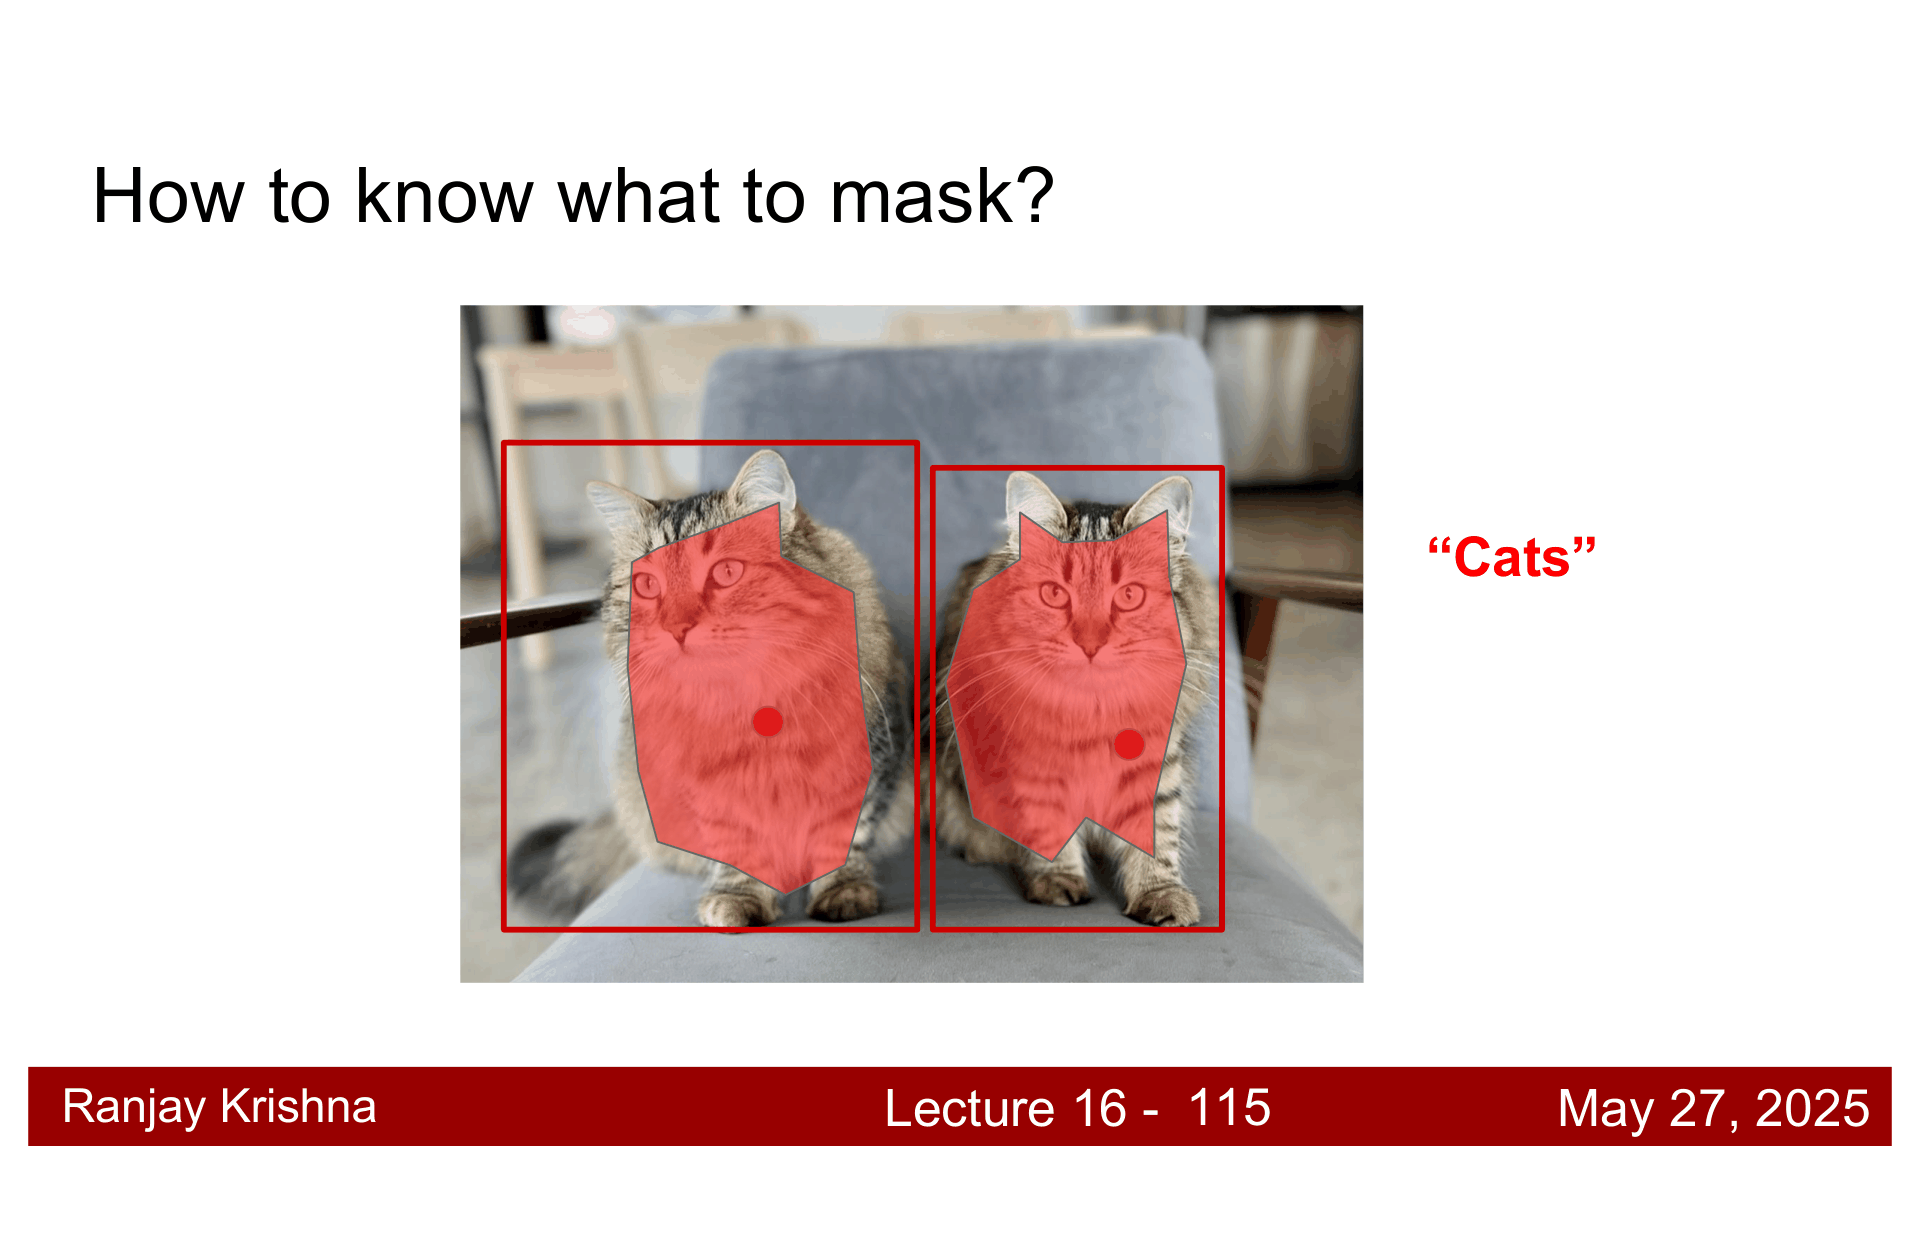 How to know what to mask?
“Cats”
Ranjay Krishna
Lecture 16 - 115
May 27, 2025